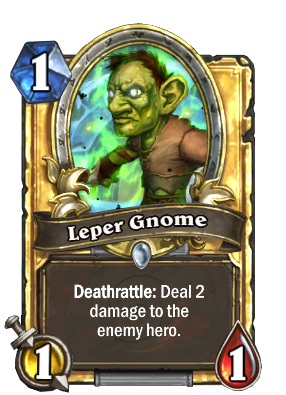 1
Leper Gnome
Deathrattle: Deal 2
damage to the
enemy hero.
1
1